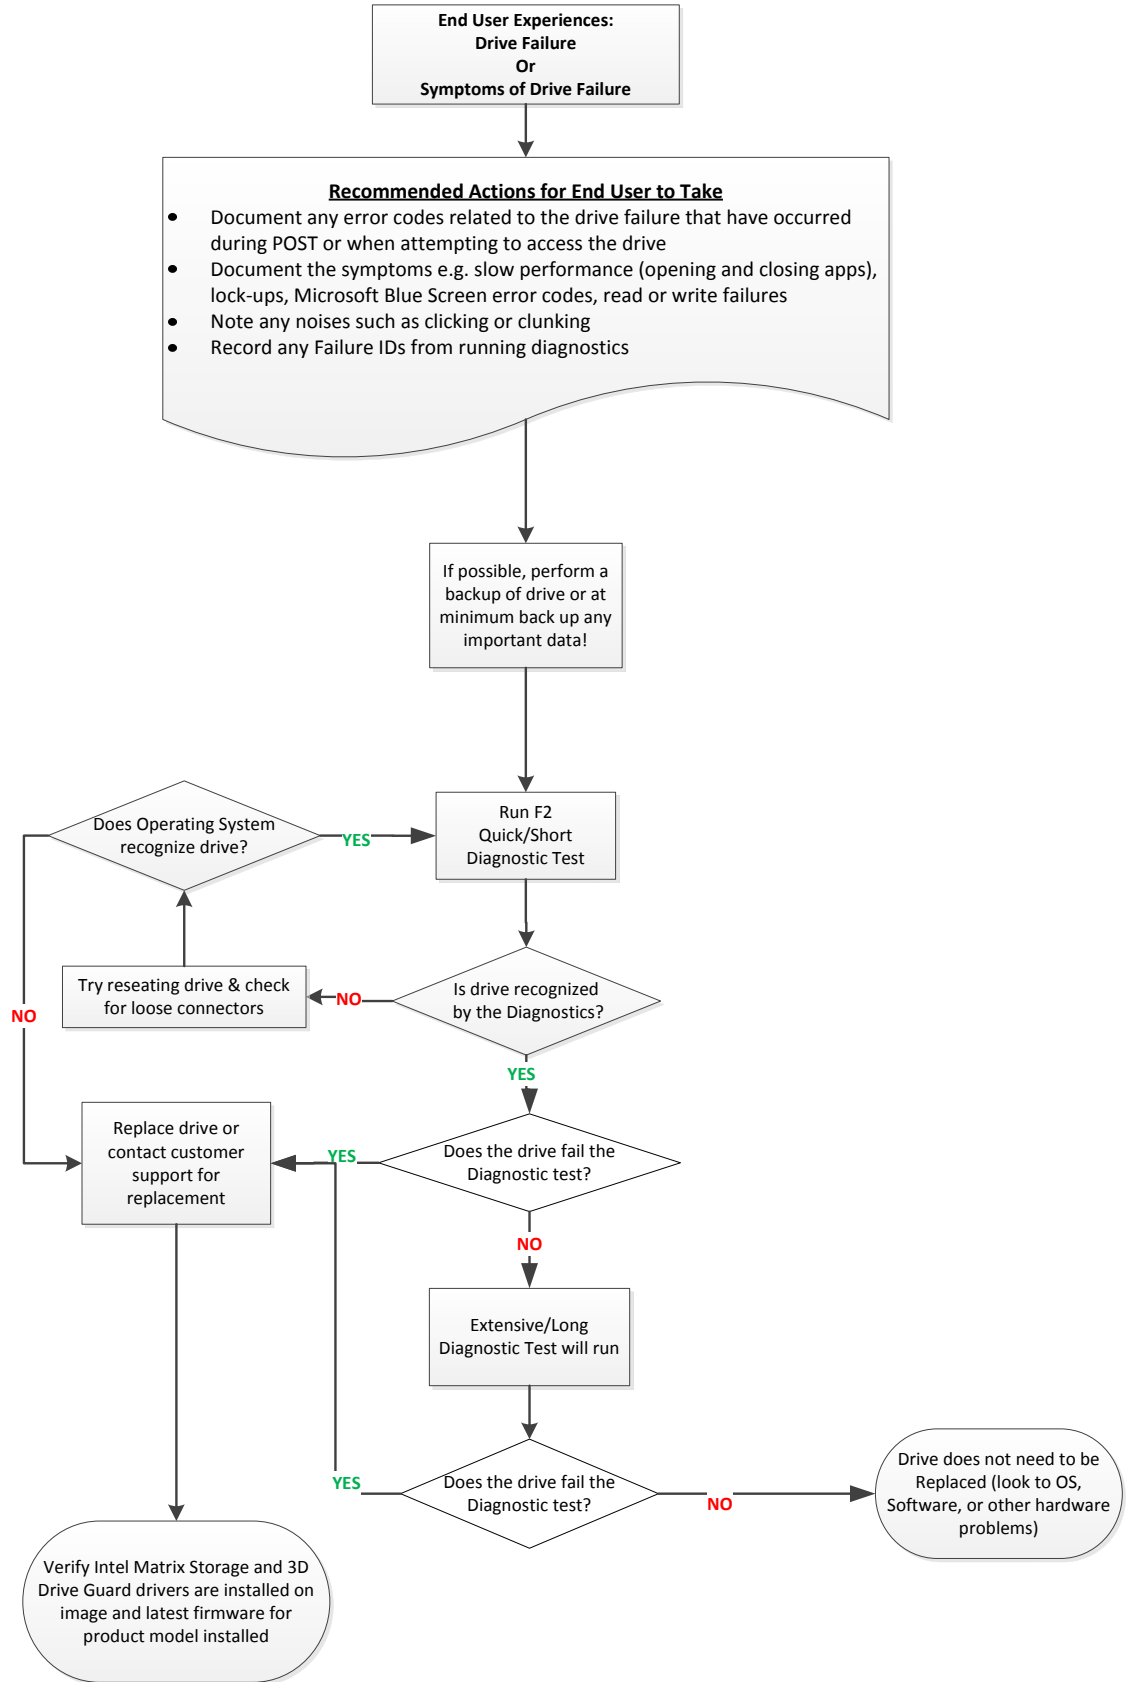 End User Experiences:
Drive Failure
Or
Symptoms of Drive Failure
Recommended Actions for End User to Take
• Document any error codes related to the drive failure that have occurred
during POST or when attempting to access the drive
• Document the symptoms e.g. slow performance (opening and closing apps),
lock-ups, Microsoft Blue Screen error codes, read or write failures
• Note any noises such as clicking or clunking
• Record any Failure IDs from running diagnostics
If possible, perform a
backup of drive or at
minimum back up any
important data!
Does Operating System
recognize drive?
YES
Run F2
Quick/Short
Diagnostic Test
Try reseating drive & check
for loose connectors
NO
Is drive recognized
by the Diagnostics?
NO
YES
Replace drive or
contact customer
support for
replacement
YES
Does the drive fail the
Diagnostic test?
NO
Extensive/Long
Diagnostic Test will run
YES
Does the drive fail the
Diagnostic test?
NO
Drive does not need to be
Replaced (look to OS,
Software, or other hardware
problems)
Verify Intel Matrix Storage and 3D
Drive Guard drivers are installed on
image and latest firmware for
product model installed